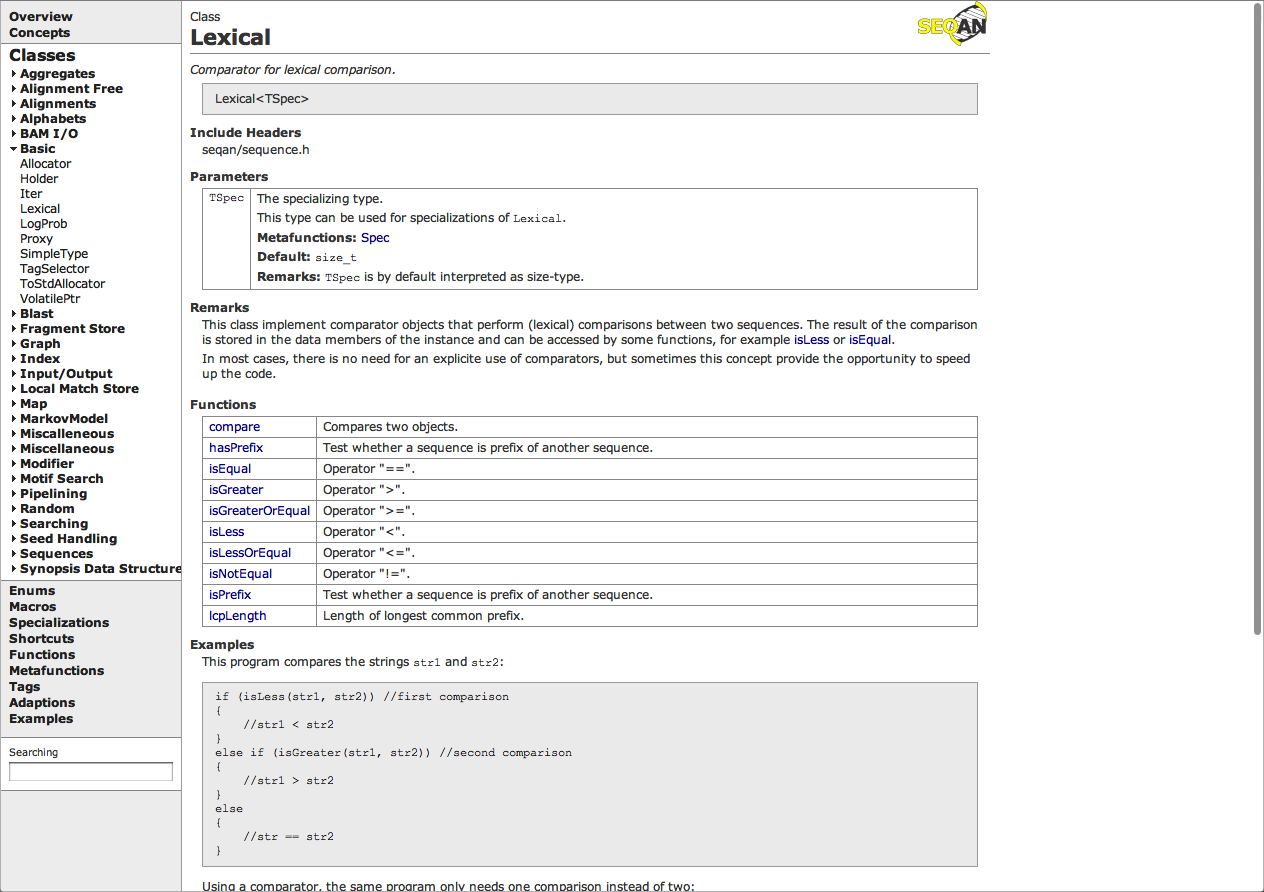 Overview
Concepts
Classes
Aggregates
Alignment Free
Alignments
Alphabets
BAM I/O
Basic
Allocator
Holder
Iter
Lexical
LogProb
Proxy
SimpleType
TagSelector
ToStdAllocator
VolatilePtr
Blast
Fragment Store
Graph
Index
Input/Output
Local Match Store
Map
MarkovModel
Miscalleneous
Miscellaneous
Modifier
Motif Search
Pipelining
Random
Searching
Seed Handling
Sequences
Synopsis Data Structure
Enums
Macros
Specializations
Shortcuts
Functions
Metafunctions
Tags
Adaptions
Examples
Searching
Class
SEQAN
Lexical
Comparator for lexical comparison.
Lexical<TSpec>
Include Headers
seqan/sequence.h
Parameters
TSpec The specializing type.
This type can be used for specializations of Lexical.
Metafunctions: Spec
Default: size_t
Remarks: TSpec is by default interpreted as size-type.
Remarks
This class implement comparator objects that perform (lexical) comparisons between two sequences. The result of the comparison
is stored in the data members of the instance and can be accessed by some functions, for example isLess or isEqual.
In most cases, there is no need for an explicite use of comparators, but sometimes this concept provide the opportunity to speed
up the code.
Functions
compare Compares two objects.
hasPrefix Test whether a sequence is prefix of another sequence.
isEqual Operator "==".
isGreater Operator ">".
isGreaterOrEqual Operator ">=".
isLess Operator "<".
isLessOrEqual Operator "<=".
isNotEqual Operator "!=".
isPrefix Test whether a sequence is prefix of another sequence.
lcpLength Length of longest common prefix.
Examples
This program compares the strings str1 and str2:
if (isLess(str1, str2)) //first comparison
{
//str1 < str2
}
else if (isGreater(str1, str2)) //second comparison
{
//str1 > str2
}
else
{
//str == str2
}
Using a comparator, the same program only needs one comparison instead of two: